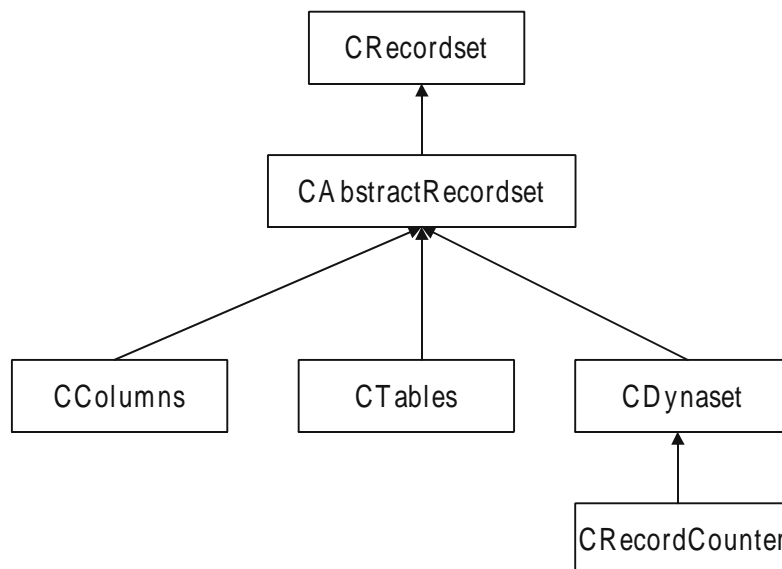 CRecordset
CAbstractRecordset
CColumns
CTables
CDynaset
CRecordCounter